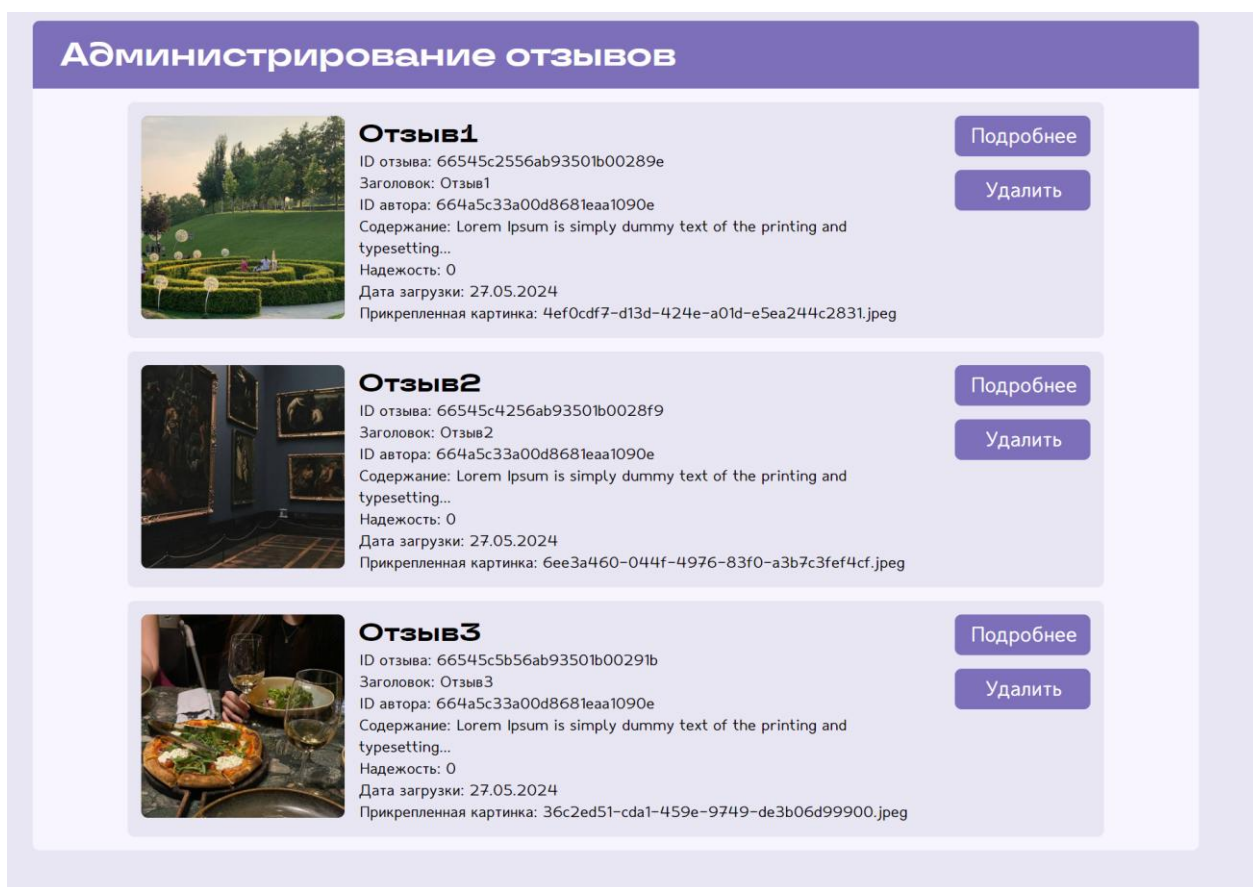 Администрирование отзывов
Отзыв1
ID отзыва: 66545c2556ab93501b00289e
Заголовок: Отзыв1
ID автора: 664a5c33a00d8681eaa1090e
Содержание: Lorem Ipsum is simply dummy text of the printing and
typesetting...
Надежость: 0
Дата загрузки: 27.05.2024
Прикрепленная картинка: 4ef0cdf7-d13d-424e-a01d-e5ea244c2831.jpeg
Подробнее
Удалить
Отзыв2
ID отзыва: 66545c4256ab93501b0028f9
Заголовок: Отзыв2
ID автора: 664a5c33a00d8681eaa1090e
Содержание: Lorem Ipsum is simply dummy text of the printing and
typesetting...
Надежость: 0
Дата загрузки: 27.05.2024
Прикрепленная картинка: 6ee3a460-044f-4976-83f0-a3b7c3fef4cf.jpeg
Подробнее
Удалить
Отзыв3
ID отзыва: 66545c5b56ab93501b00291b
Заголовок: Отзыв3
ID автора: 664a5c33a00d8681eaa1090e
Содержание: Lorem Ipsum is simply dummy text of the printing and
typesetting...
Надежость: 0
Дата загрузки: 27.05.2024
Прикрепленная картинка: 36c2ed51-cda1-459e-9749-de3b06d99900.jpeg
Подробнее
Удалить